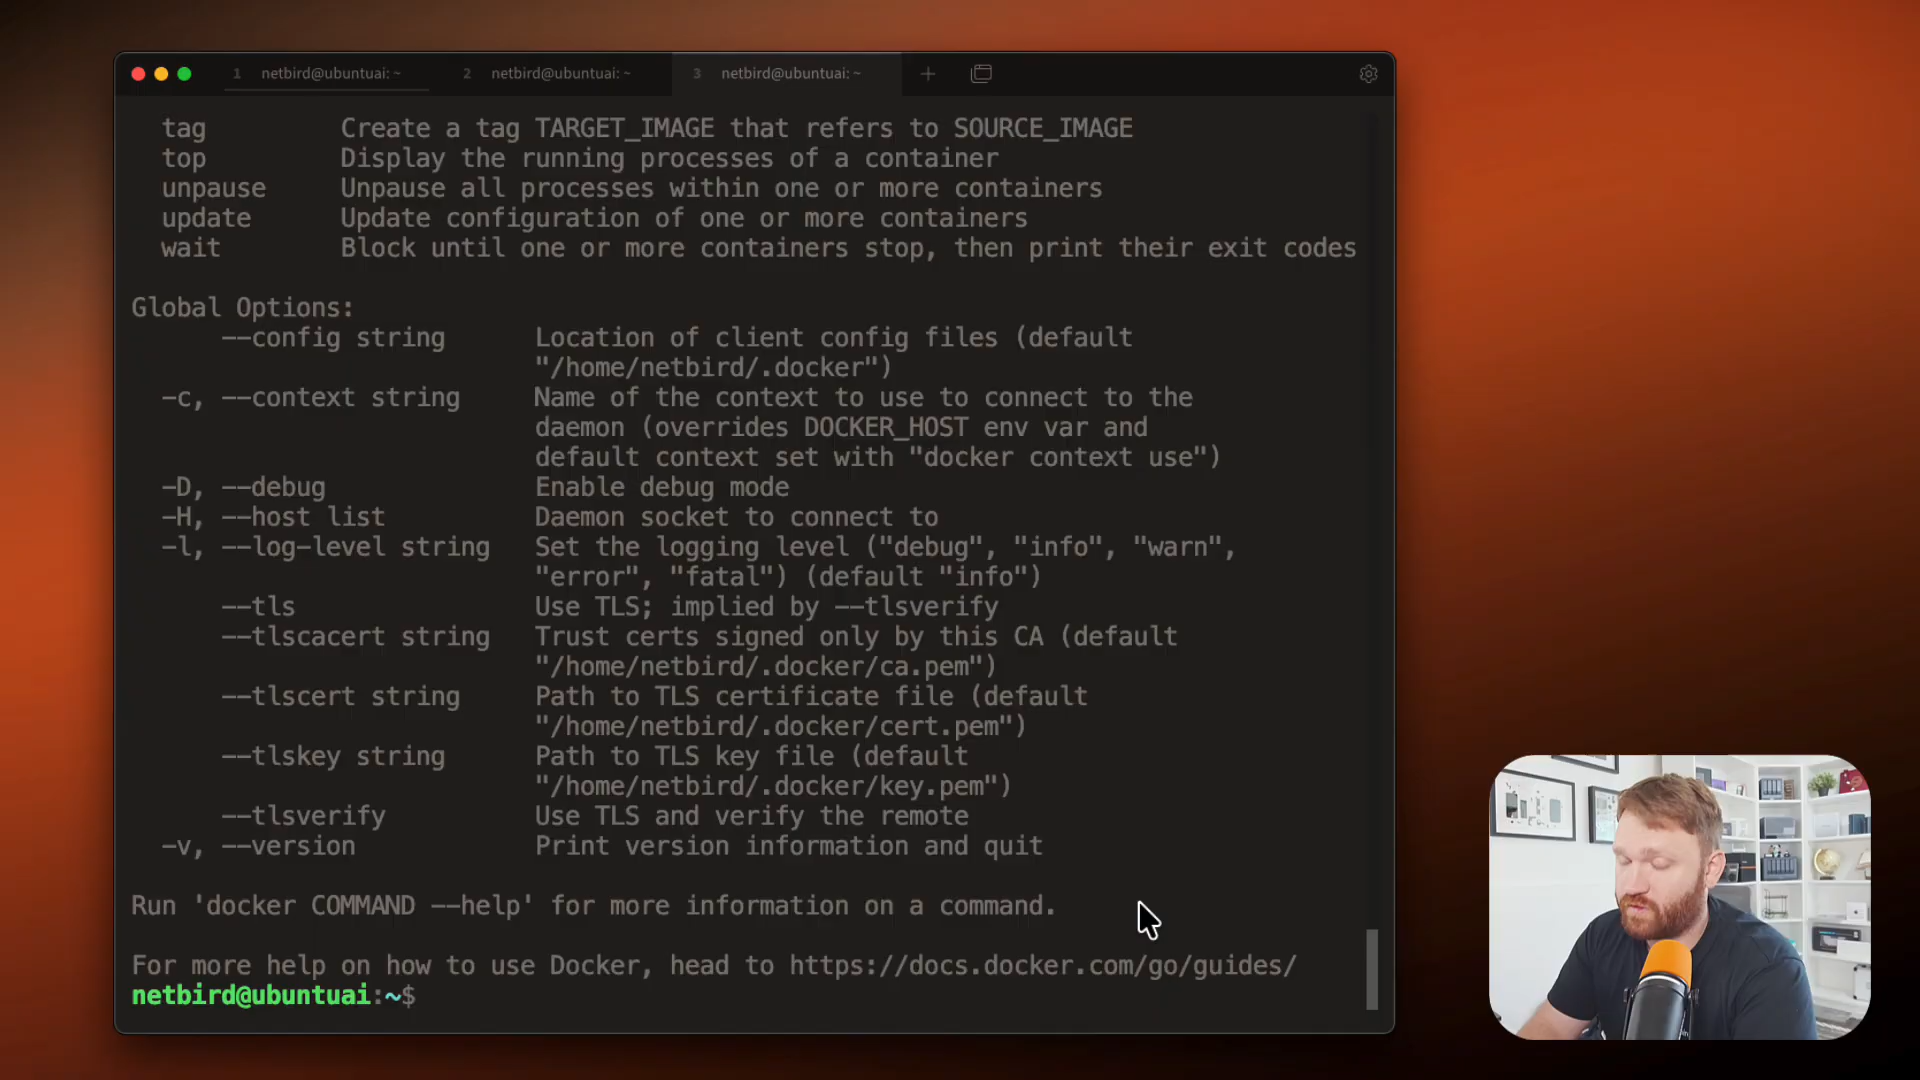 1 netbird@ubuntuai: ~ 2 netbird@ubuntuai: ~ 3 netbird@ubuntuai: ~
tag Create a tag TARGET_IMAGE that refers to SOURCE_IMAGE
top Display the running processes of a container
unpause Unpause all processes within one or more containers
update Update configuration of one or more containers
wait Block until one or more containers stop, then print their exit codes
Global Options:
--config string Location of client config files (default
"/home/netbird/.docker")
-c, --context string Name of the context to use to connect to the
daemon (overrides DOCKER_HOST env var and
default context set with "docker context use")
-D, --debug Enable debug mode
-H, --host list Daemon socket to connect to
-l, --log-level string Set the logging level ("debug", "info", "warn",
"error", "fatal") (default "info")
--tls Use TLS; implied by --tlsverify
--tlscacert string Trust certs signed only by this CA (default
"/home/netbird/.docker/ca.pem")
--tlscert string Path to TLS certificate file (default
"/home/netbird/.docker/cert.pem")
--tlskey string Path to TLS key file (default
"/home/netbird/.docker/key.pem")
--tlsverify Use TLS and verify the remote
-v, --version Print version information and quit
Run 'docker COMMAND --help' for more information on a command.
For more help on how to use Docker, head to https://docs.docker.com/go/guides/
netbird@ubuntuai:~$